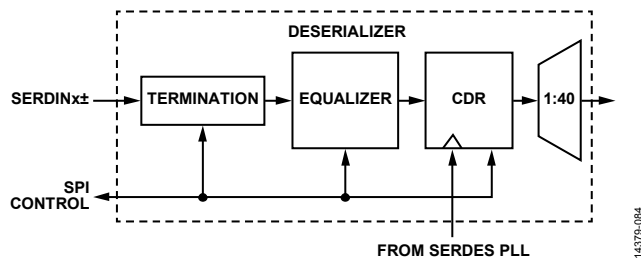 DESERIALIZER
SERDINx±
TERMINATION
EQUALIZER
CDR
1:40
SPI
CONTROL
FROM SERDES PLL
14379-084